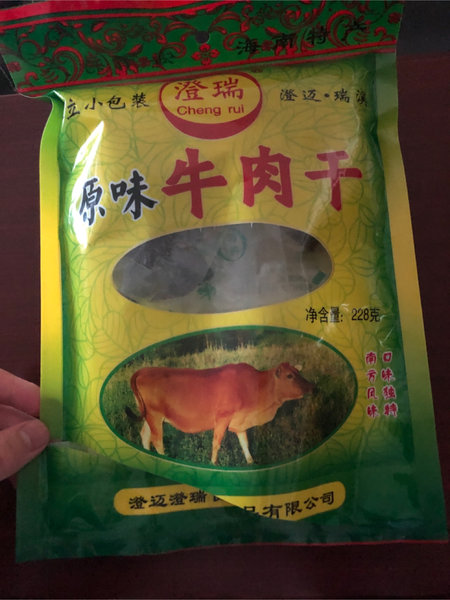 海南特产
立小包装
澄瑞
Cheng rui
澄迈·瑞溪
原味牛肉干
净含量：228克
口味独特
南方风味
澄迈澄瑞
品有限公司